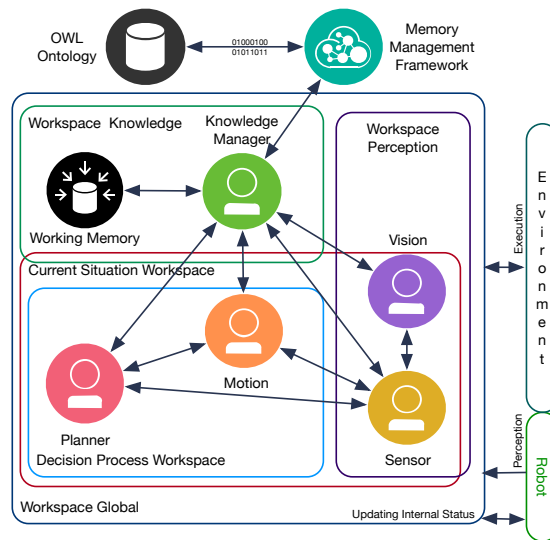 OWL
Ontology
01000100
01011011
Memory
Management
Framework
Workspace Knowledge
Knowledge
Manager
Workspace
Perception
Working Memory
Vision
Current Situation Workspace
Motion
Planner
Decision Process Workspace
Sensor
Workspace Global
Updating Internal Status
Execution
Environment
Perception
Robot